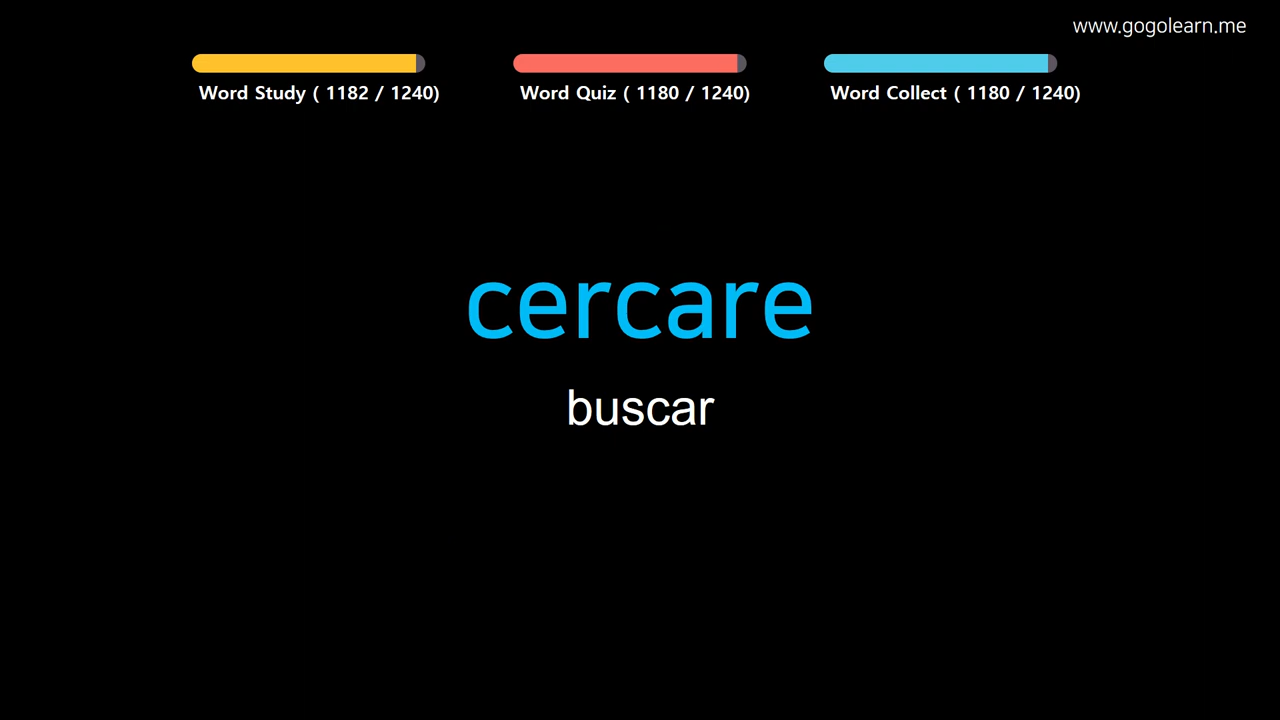 www.gogolearn.me
Word Study ( 1182 / 1240)
Word Quiz ( 1180 / 1240)
Word Collect ( 1180 / 1240)
cercare
buscar